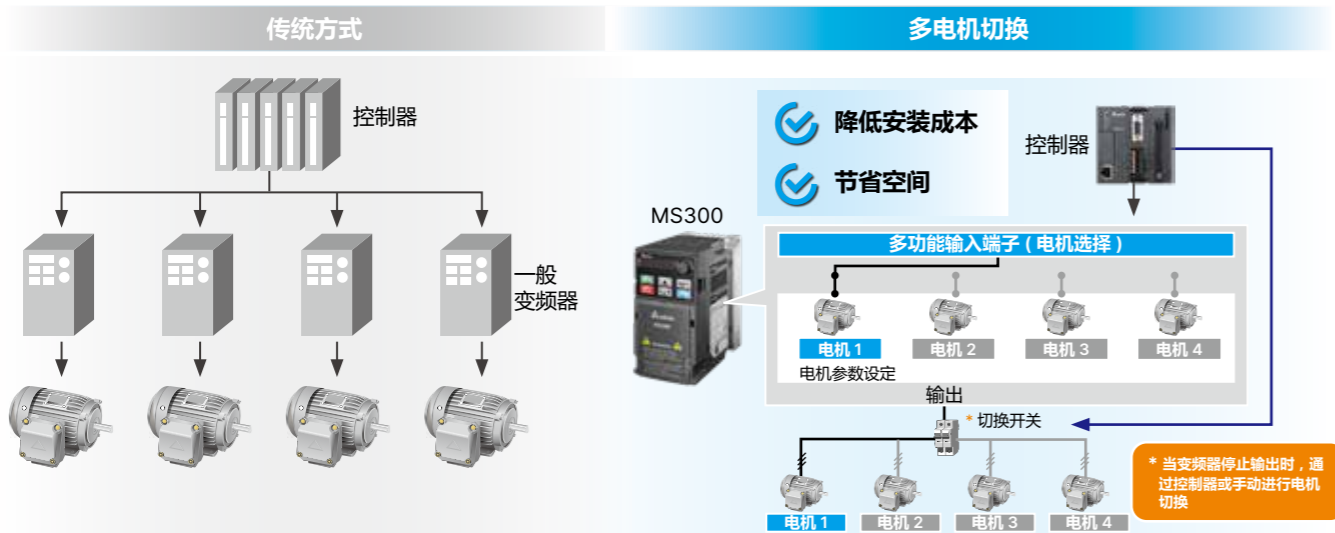 传统方式
控制器
一般
变频器
多电机切换
降低安装成本
节省空间
控制器
MS300
多功能输入端子 ( 电机选择 )
电机 1
电机 2
电机 3
电机 4
电机参数设定
输出
* 切换开关
电机 1
电机 2
电机 3
电机 4
* 当变频器停止输出时，通
过控制器或手动进行电机
切换